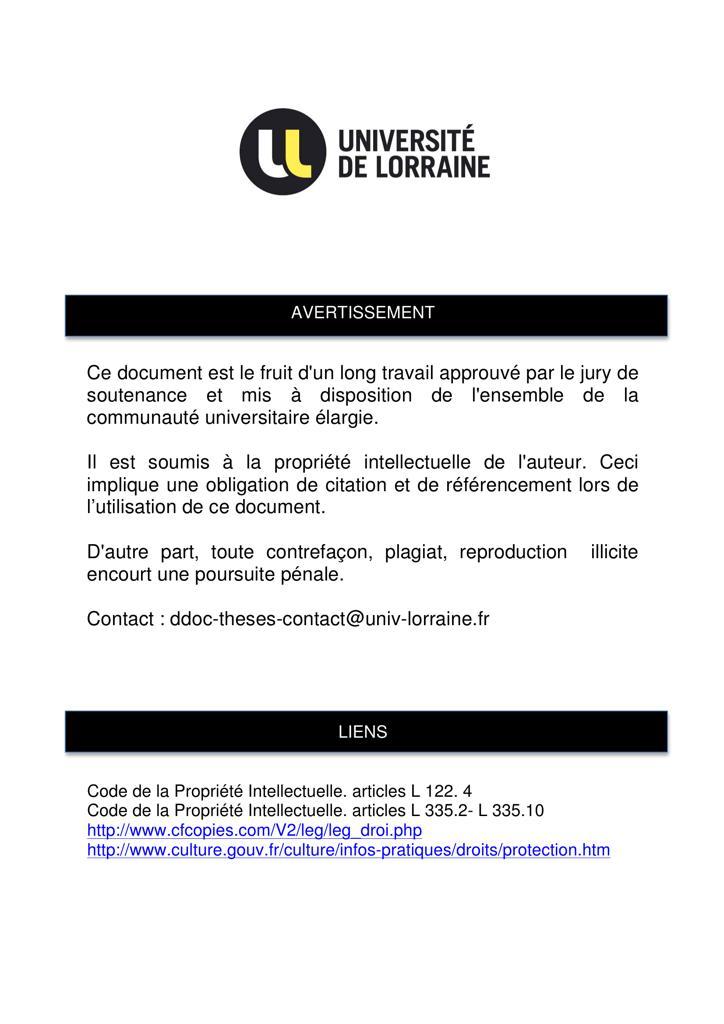 UNIVERSITÉ
DE LORRAINE
AVERTISSEMENT
Ce document est le fruit d'un long travail approuvé par le jury de
soutenance et mis à disposition de l'ensemble de la
communauté universitaire élargie.
Il est soumis à la propriété intellectuelle de l'auteur. Ceci
implique une obligation de citation et de référencement lors de
l’utilisation de ce document.
D'autre part, toute contrefaçon, plagiat, reproduction illicite
encourt une poursuite pénale.
Contact : ddoc-theses-contact@univ-lorraine.fr
LIENS
Code de la Propriété Intellectuelle. articles L 122. 4
Code de la Propriété Intellectuelle. articles L 335.2- L 335.10
http://www.cfcopies.com/V2/leg/leg_droi.php
http://www.culture.gouv.fr/culture/infos-pratiques/droits/protection.htm